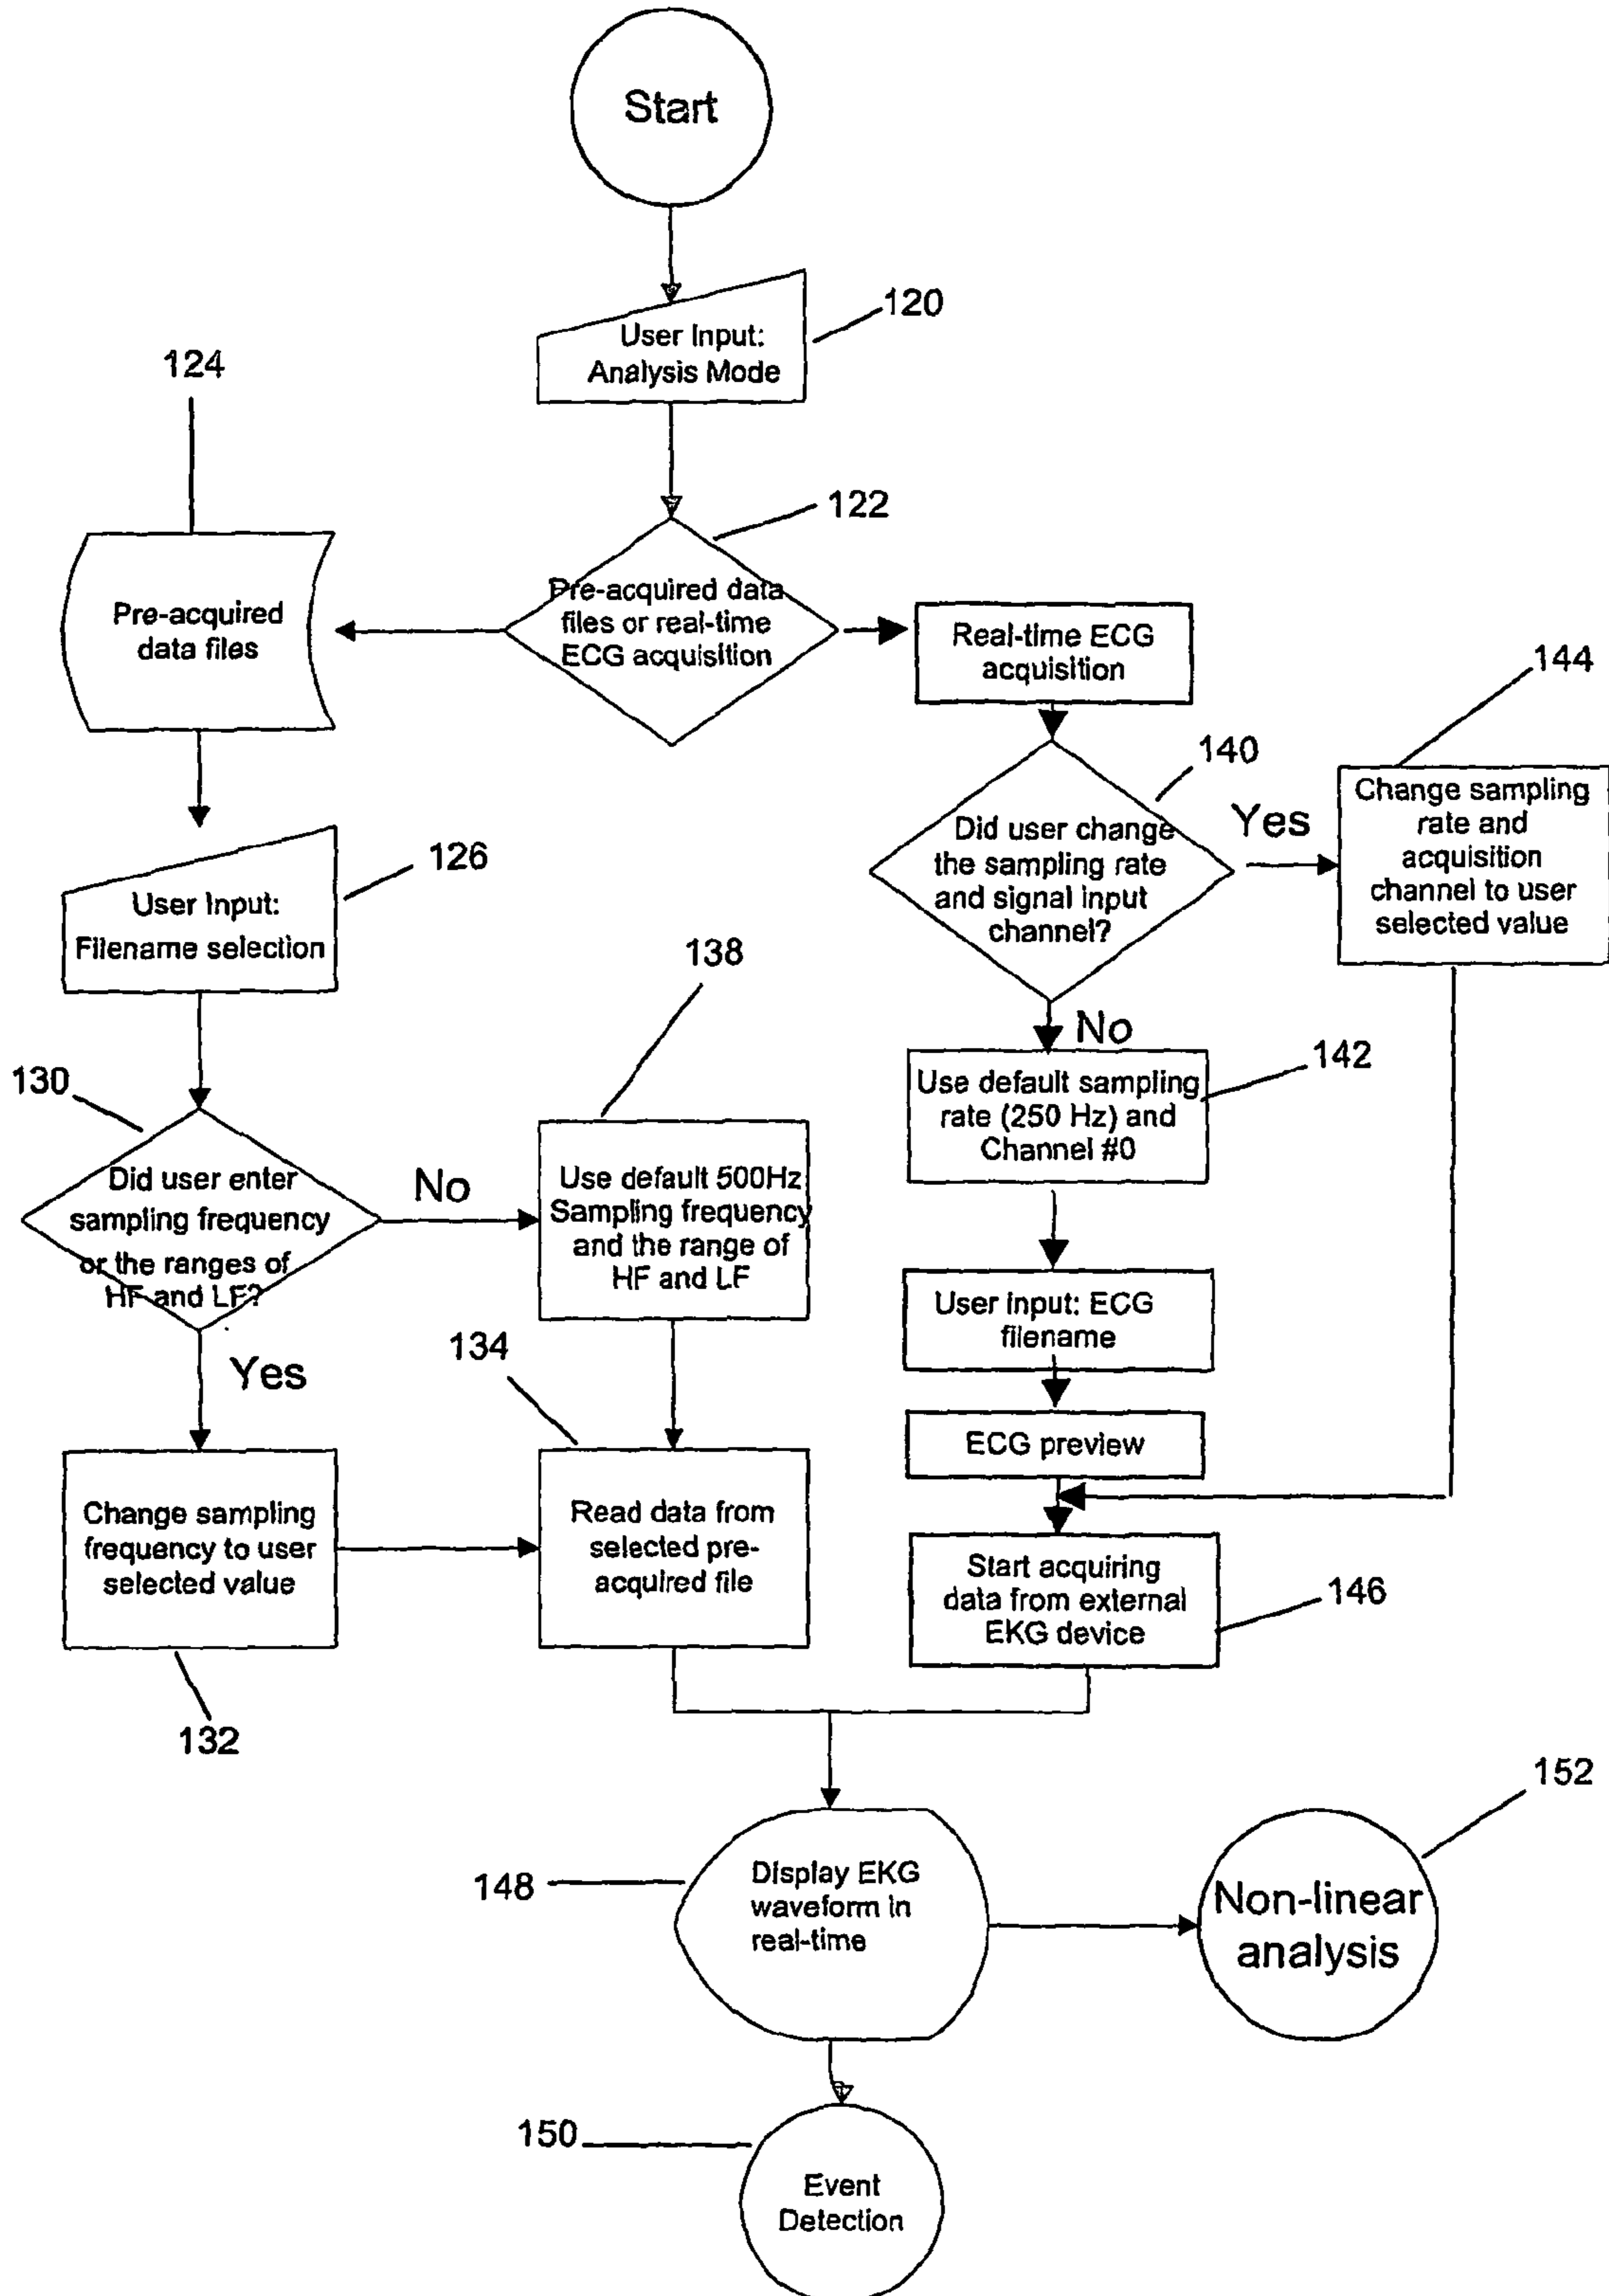 Start
120
User Input:
Analysis Mode
124
122
Pre-acquired data
files or real-time
ECG acquisition
Pre-acquired
data files
Real-time ECG
acquisition
144
140
Change sampling
rate and
acquisition
channel to user
selected value
Did user change
the sampling rate
and signal input
channel?
Yes
126
User Input:
Filename selection
138
No
142
Use default sampling
rate (250 Hz) and
Channel #0
130
Did user enter
sampling frequency
or the ranges of
HF and LF?
No
Use default 500Hz
Sampling frequency
and the range of
HF and LF
User input: ECG
filename
134
Yes
ECG preview
Change sampling
frequency to user
selected value
Read data from
selected pre-
acquired file
Start acquiring
data from external
EKG device
146
132
152
148
Display EKG
waveform in
real-time
Non-linear
analysis
150
Event
Detection